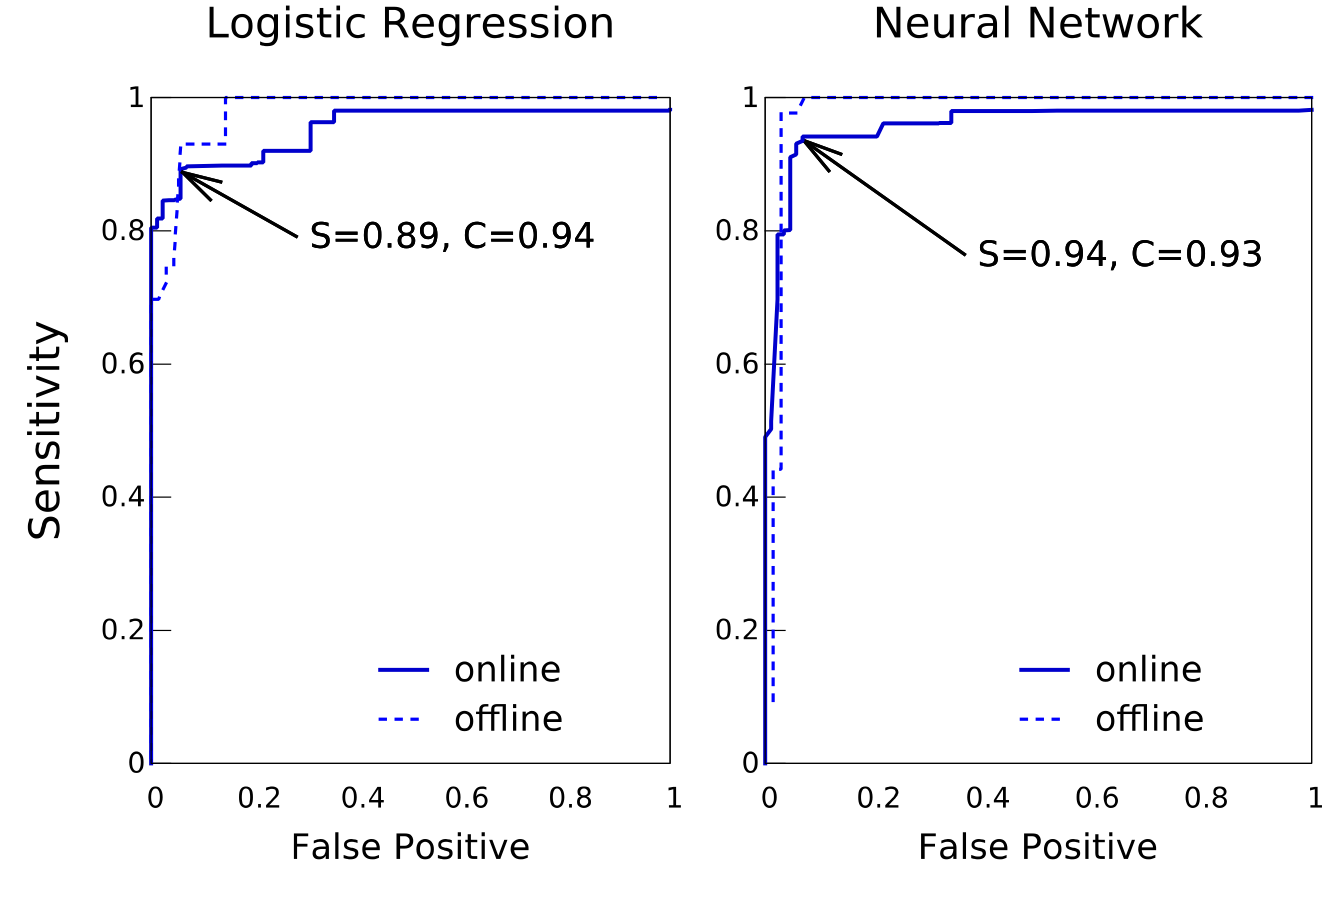 Logistic Regression
Neural Network
Sensitivity
1
0.8
0.6
0.4
0.2
0
S=0.89, C=0.94
online
offline
0 0.2 0.4 0.6 0.8 1
False Positive
1
0.8
0.6
0.4
0.2
0
S=0.94, C=0.93
online
offline
0 0.2 0.4 0.6 0.8 1
False Positive